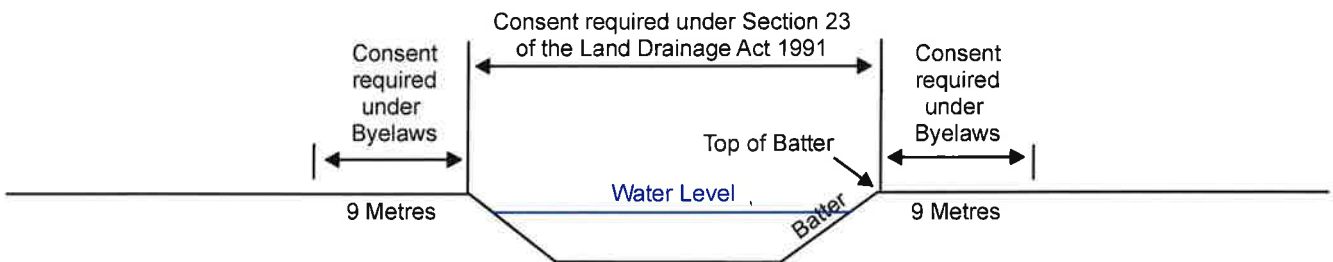 Consent required under Section 23
of the Land Drainage Act 1991
Consent
required
under
Byelaws
Consent
required
under
Byelaws
Top of Batter
Water Level
Batter
9 Metres
9 Metres